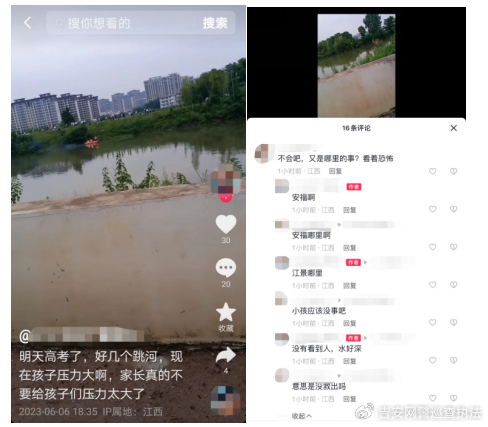 搜你想看的
搜索
30
20
收藏
4
@
明天高考了，好几个跳河，现
在孩子压力大啊，家长真的不
要给孩子们压力太大了
2023-06-06 18.35 IP属地：江西
16条评论
不会吧，又是哪里的事？看着恐怖
1小时前·江西 回复
作者
安福啊
1小时前·江西 回复
安福哪里啊
1小时前·江西 回复
作者
江景哪里
1小时前·江西 回复
小孩应该没事吧
1小时前·江西 回复
作者
没有看到人，水好深
1小时前·江西 回复
意思是没救出吗
1小时前·江西 回复
收起
@吉安网警巡查执法